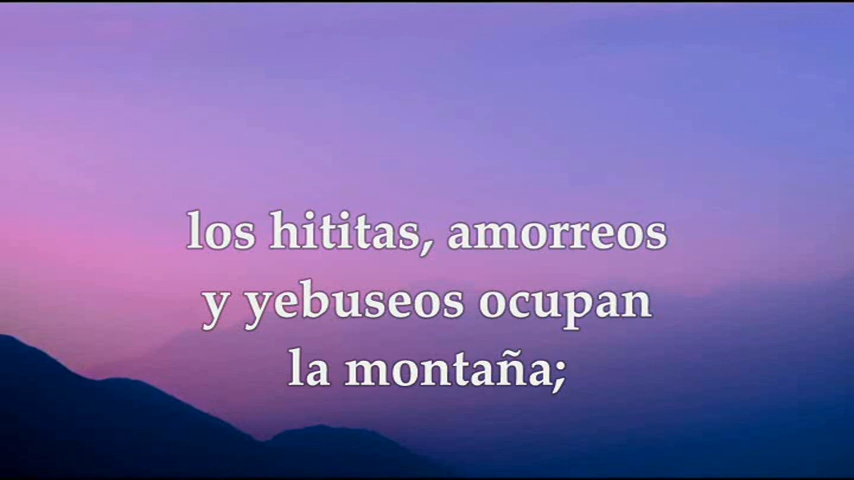 los hititas, amorreos
y yebuseos ocupan
la montaña;